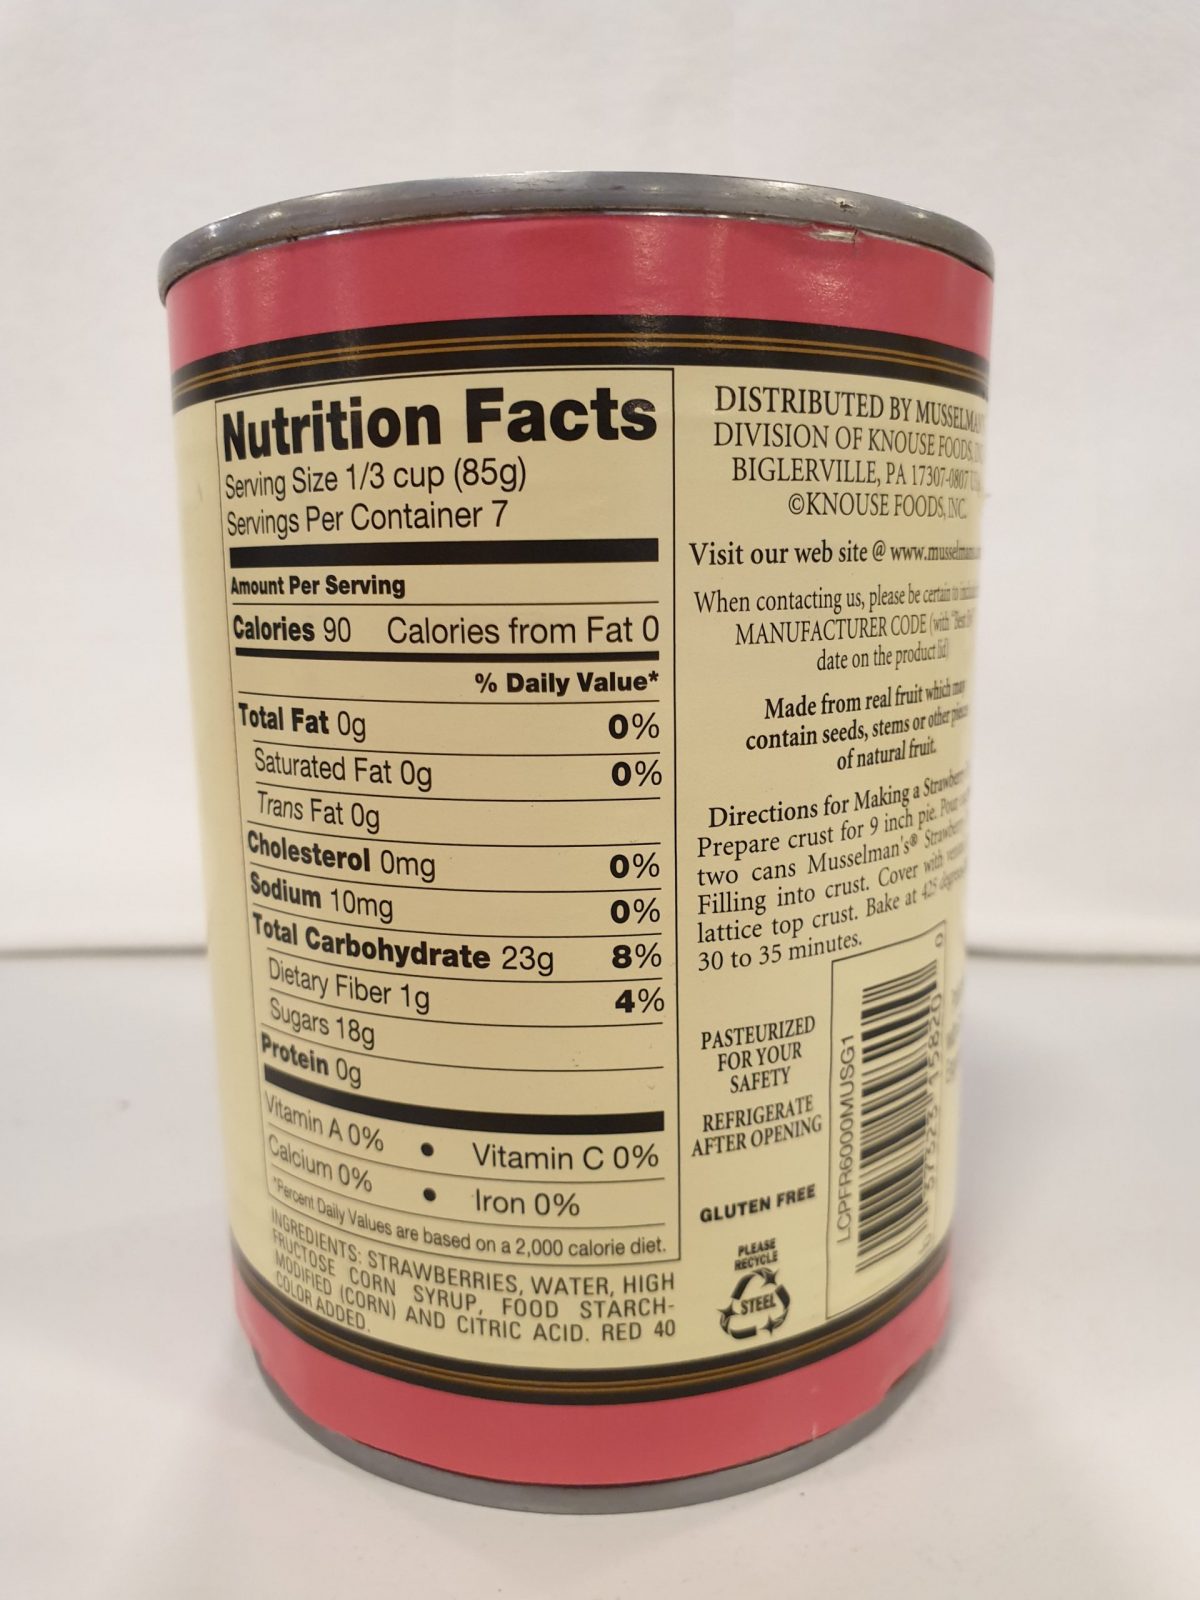 Nutrition Facts
Serving Size 1/3 cup (85g)
Servings Per Container 7
Amount Per Serving
Calories 90 Calories from Fat 0
% Daily Value*
Total Fat 0g 0%
Saturated Fat 0g 0%
Trans Fat 0g
Cholesterol 0mg 0%
Sodium 10mg 0%
Total Carbohydrate 23g 8%
Dietary Fiber 1g 4%
Sugars 18g
Protein 0g
Vitamin A 0% • Vitamin C 0%
Calcium 0% • Iron 0%
*Percent Daily Values are based on a 2,000 calorie diet.
INGREDIENTS: STRAWBERRIES, WATER, HIGH
FRUCTOSE CORN SYRUP, FOOD STARCH-
MODIFIED (CORN) AND CITRIC ACID. RED 40
COLOR ADDED.
DISTRIBUTED BY
DIVISION OF KNOUSE FOODS,
BIGLERVILLE, PA 17307-0807
©KNOUSE FOODS, INC.
Visit our web site @
When contacting us, please be certain to
MANUFACTURER CODE (with "Best
date on the product lid)
Made from real fruit which may
contain seeds, stems or other
of natural fruit.
Directions for Making a
Prepare crust for 9 inch pie. Pour
two cans Musselman's®
Filling into crust. Cover with
lattice top crust. Bake at 425
30 to 35 minutes.
PASTEURIZED
FOR YOUR
SAFETY
REFRIGERATE
AFTER OPENING
GLUTEN FREE
PLEASE
RECYCLE
STEEL
LCPFR6000MUSG1